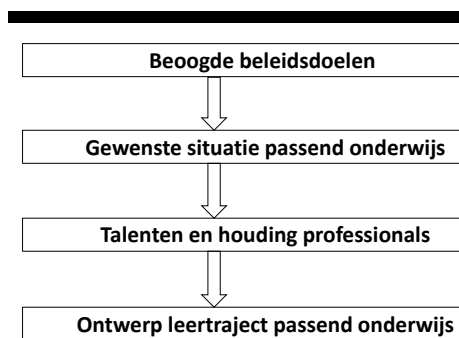 Beoogde beleidsdoelen
Gewenste situatie passend onderwijs
Talenten en houding professionals
Ontwerp leertraject passend onderwijs